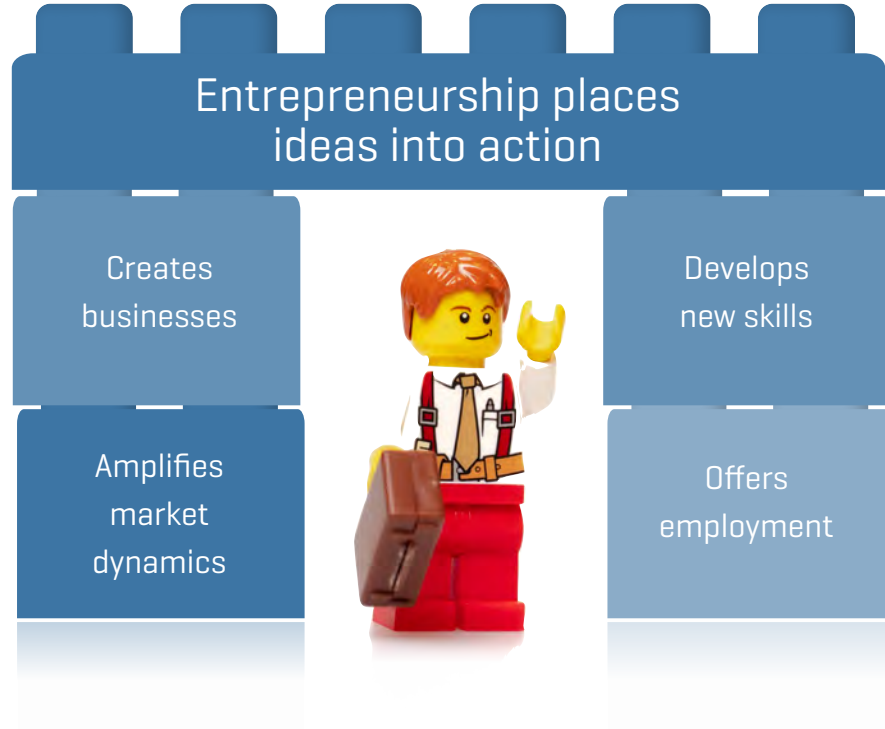 Entrepreneurship places
ideas into action
Creates
businesses
Develops
new skills
Amplifies
market
dynamics
Offers
employment